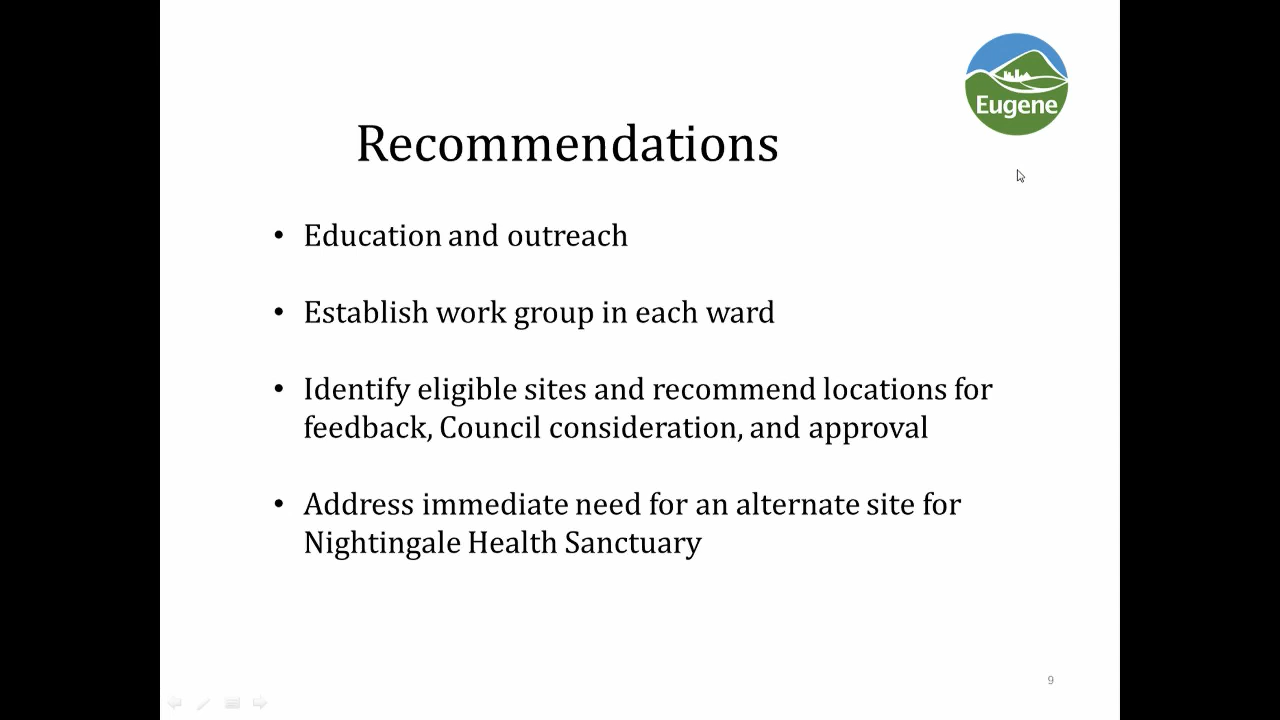 Eugene
Recommendations
• Education and outreach
• Establish work group in each ward
• Identify eligible sites and recommend locations for
feedback, Council consideration, and approval
• Address immediate need for an alternate site for
Nightingale Health Sanctuary
9